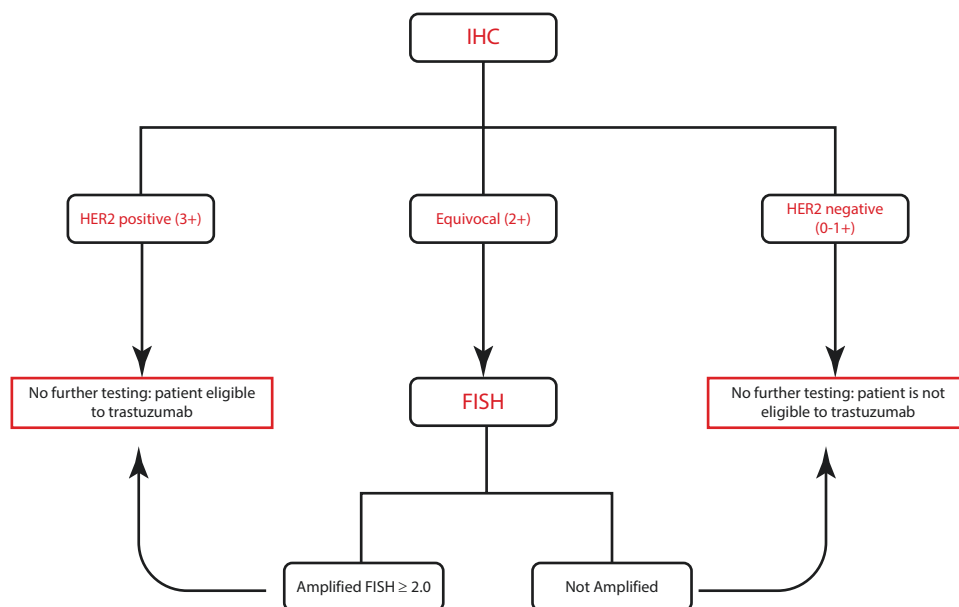 IHC
HER2 positive (3+)
Equivocal (2+)
HER2 negative
(0-1+)
No further testing: patient eligible
to trastuzumab
FISH
No further testing: patient is not
eligible to trastuzumab
Amplified FISH ≥ 2.0
Not Amplified